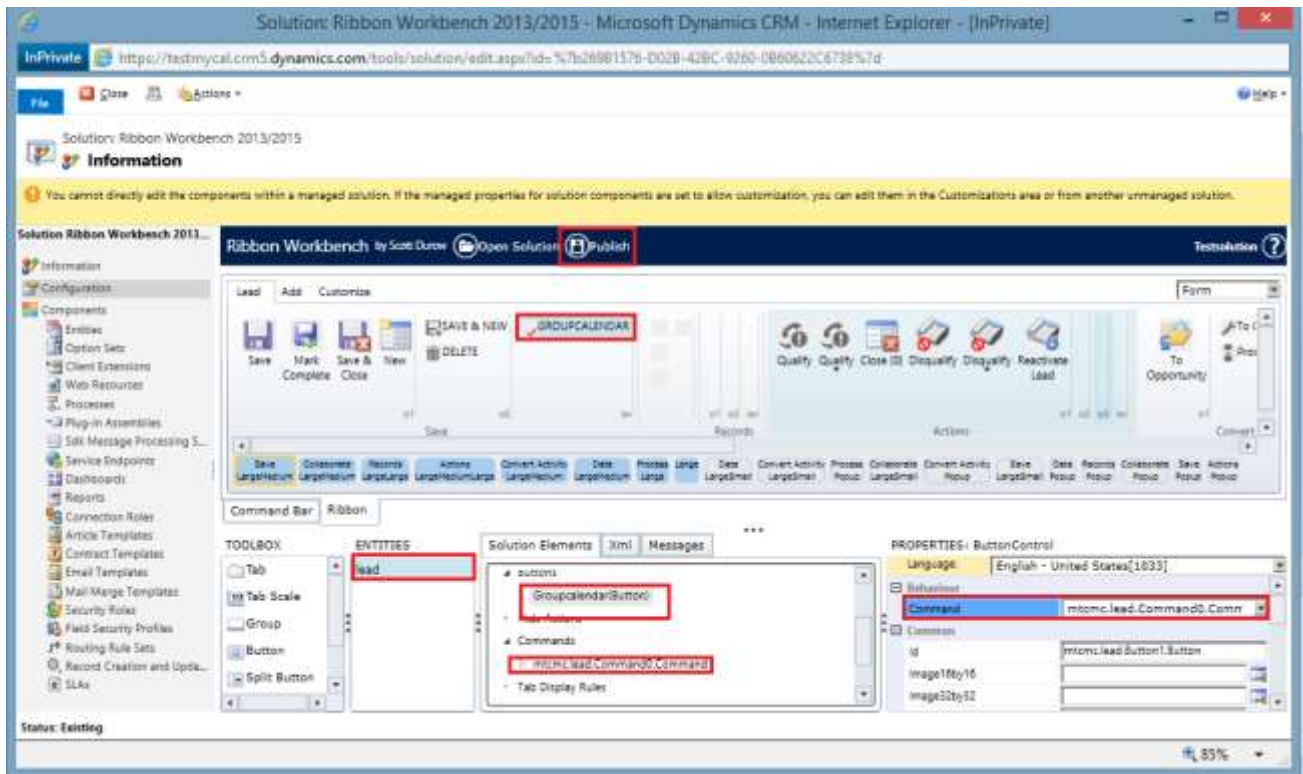 Solution: Ribbon Workbench 2013/2015 - Microsoft Dynamics CRM - Internet Explorer - [InPrivate]
InPrivate
File Close Actions Help
Solution: Ribbon Workbench 2013/2015
Information
You cannot directly edit the components within a managed solution. If the managed properties for solution components are set to allow customization, you can edit them in the Customizations area or from another unmanaged solution.
Solution Ribbon Workbench 2013...
Information
Configuration
Components
Entities
Option Sets
Client Extensions
Web Resources
Processes
Plug-in Assemblies
Sdk Message Processing S...
Service Endpoints
Dashboards
Reports
Connection Roles
Article Templates
Contract Templates
Email Templates
Mail Merge Templates
Security Roles
Field Security Profiles
Routing Rule Sets
Record Creation and Upda...
SLAs
Ribbon Workbench by Scott Durow Open Solution Publish Testsolution ?
Lead Add Customize Form
Save
Mark Complete
Save & Close
New
SAVE & NEW
DELETE
GROUPCALENDAR
Qualify Qualify Close (0) Disqualify Disqualify
Reactivate Lead
To Opportunity
Save Records Actions Convert
Command Bar Ribbon
TOOLBOX
Tab
Tab Scale
Group
Button
Split Button
ENTITIES
lead
Solution Elements Xml Messages
Buttons
Groupcalendar(Button)
Commands
mtcmc.lead.Command0.Command
Tab Display Rules
PROPERTIES: ButtonControl
Language: English - United States[1033]
Behaviour
Command mtcmc.lead.Command0.Comm
Common
Id mtcmc.lead.Button1.Button
Image16by16
Image32by32
Status: Existing
85%